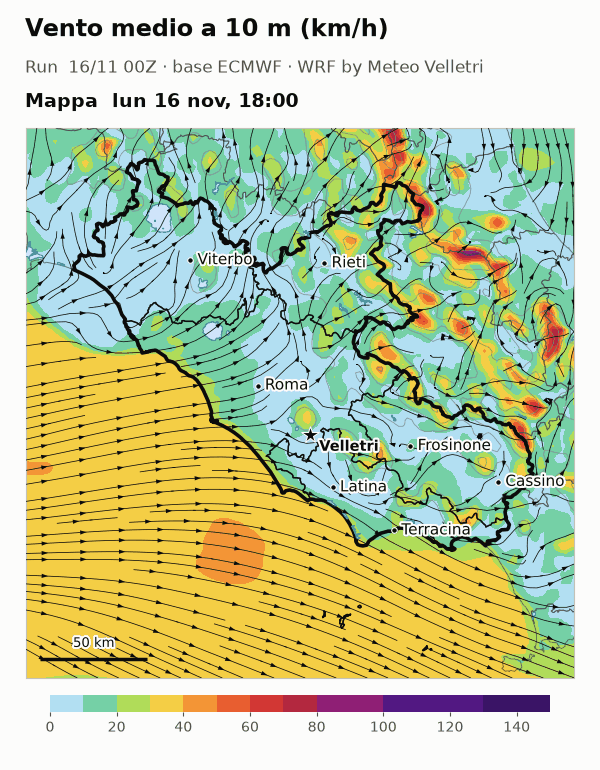 Vento medio a 10 m (km/h)
Run 16/11 00Z · base ECMWF · WRF by Meteo Velletri
Mappa lun 16 nov, 18:00
Viterbo
Rieti
Roma
Velletri
Frosinone
Cassino
Latina
Terracina
50 km
0 20 40 60 80 100 120 140